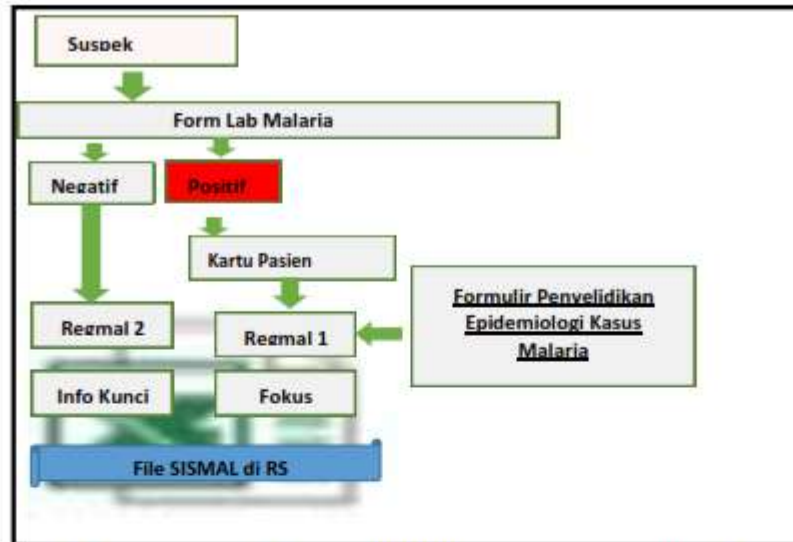 Suspek
Form Lab Malaria
Negatif
Positif
Kartu Pasien
Formulir Penyelidikan
Epidemiologi Kasus
Malaria
Regmal 2
Regmal 1
Info Kunci
Fokus
File SISMAL di RS